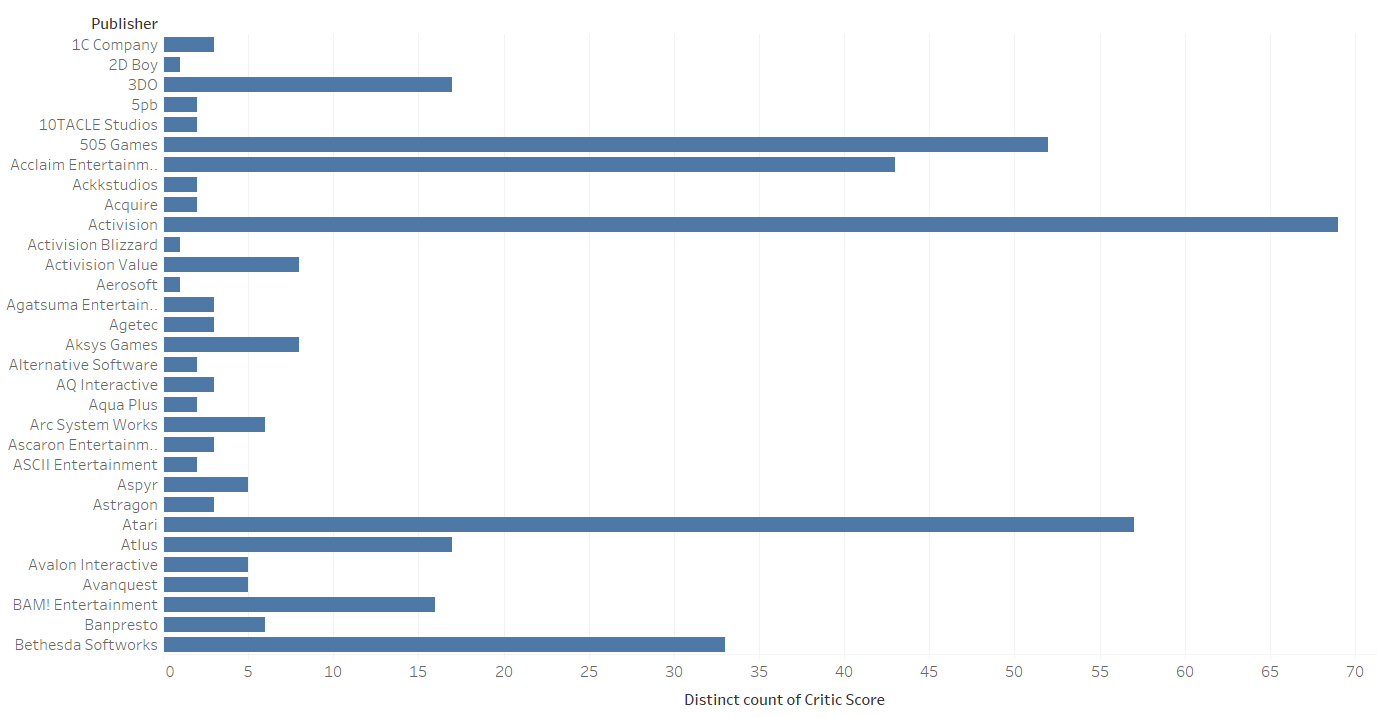 Publisher
1C Company
2D Boy
3DO
5pb
10TACLE Studios
505 Games
Acclaim Entertainm..
Ackkstudios
Acquire
Activision
Activision Blizzard
Activision Value
Aerosoft
Agatsuma Entertain..
Agetec
Aksys Games
Alternative Software
AQ Interactive
Aqua Plus
Arc System Works
Ascaron Entertainm..
ASCII Entertainment
Aspyr
Astragon
Atari
Atlus
Avalon Interactive
Avanquest
BAM! Entertainment
Banpresto
Bethesda Softworks
0 5 10 15 20 25 30 35 40 45 50 55 60 65 70
Distinct count of Critic Score